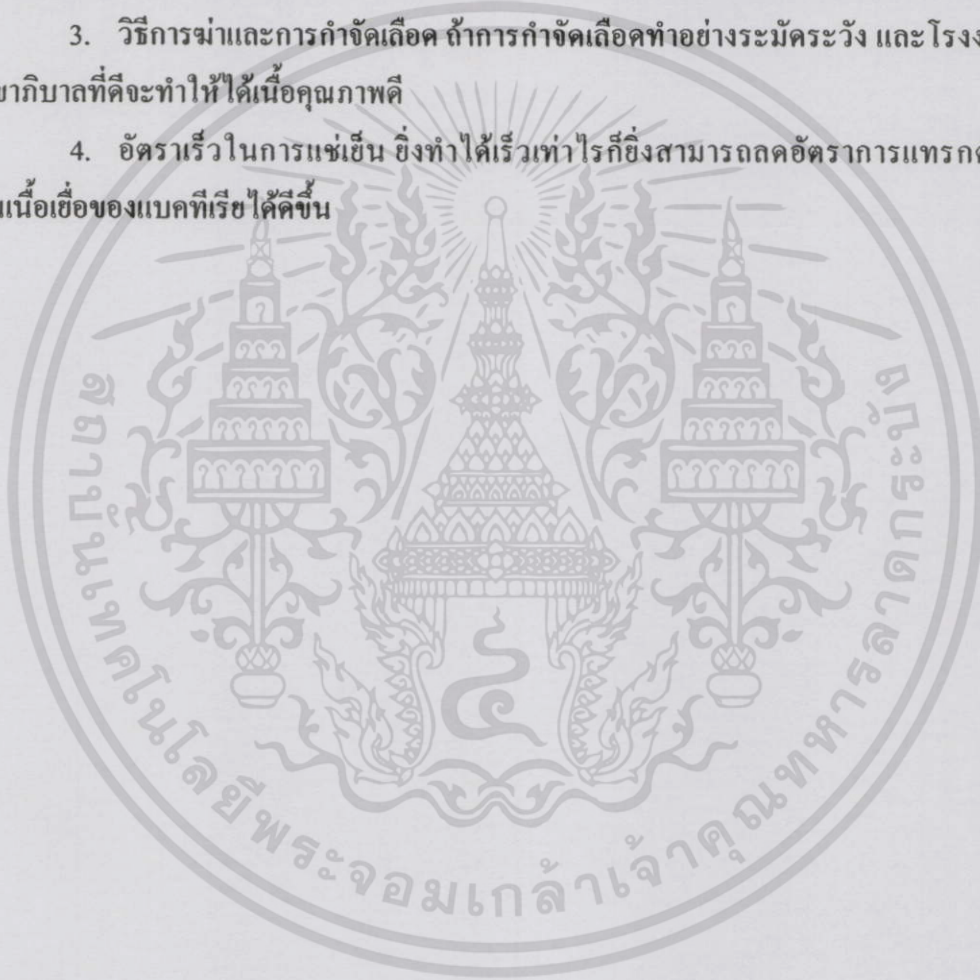 3. วิธีการฆ่าและการกำจัดเลือด ถ้าการกำจัดเลือดทำอย่างระมัดระวัง และโรงง
าภิบาลที่ดีจะทำให้ได้เนื้อคุณภาพดี
4. อัตราเร็วในการแช่เย็น ยิ่งทำได้เร็วเท่าไรก็ยิ่งสามารถลดอัตราการแทรก
เนื้อเยื่อของแบคทีเรียได้ดีขึ้น
สถาบันเทคโนโลยีพระจอมเกล้าเจ้าคุณทหารลาดกระบัง
๔